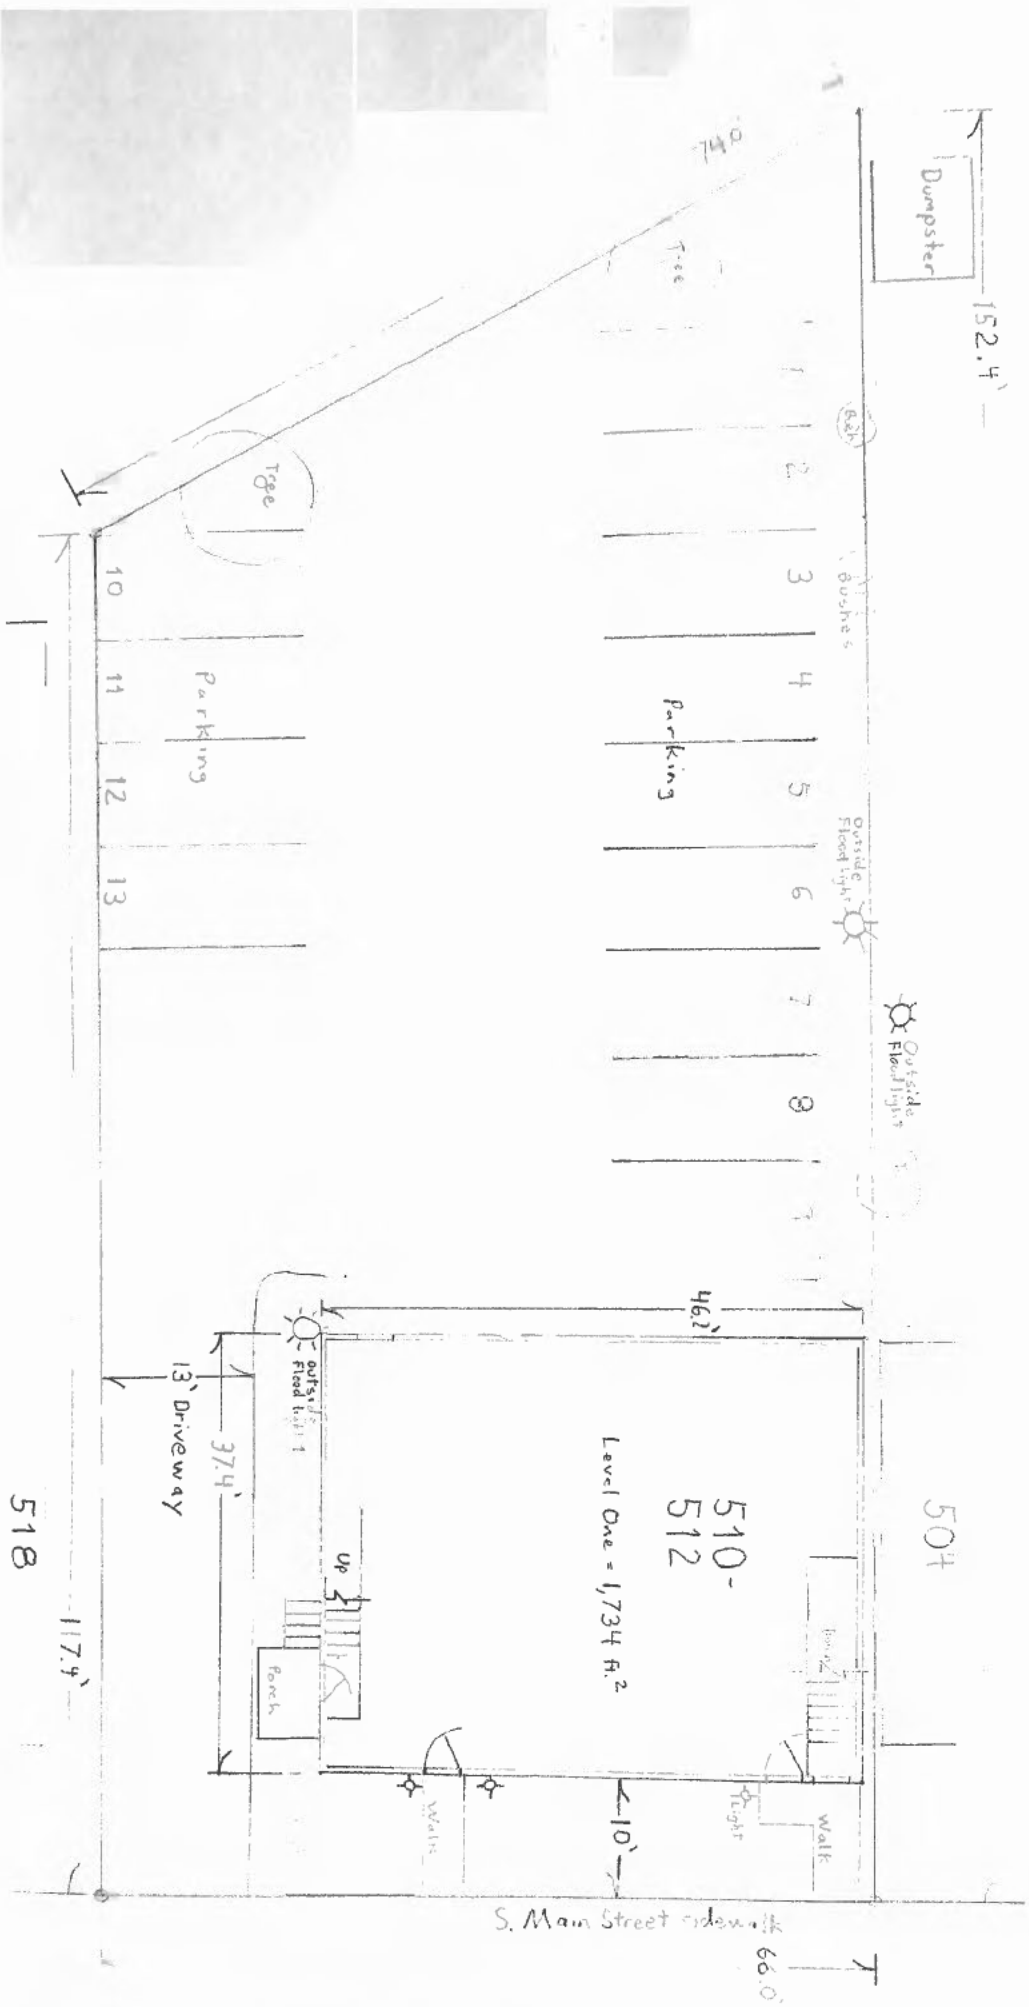 74.0
Dumpster
152.4'
Tree
1
2
3
4
5
6
7
8
Bushes
Tree
10
11
12
13
Parking
Parking
Outside
Flood light
Outside
Flood light
46.2'
Outside
Flood light
13' Driveway
37.4'
510-
512
Level One = 1,734 ft.²
504
518
117.4'
Up
Porch
Walk
Light
Walk
10'
S. Main Street sidewalk
66.0'